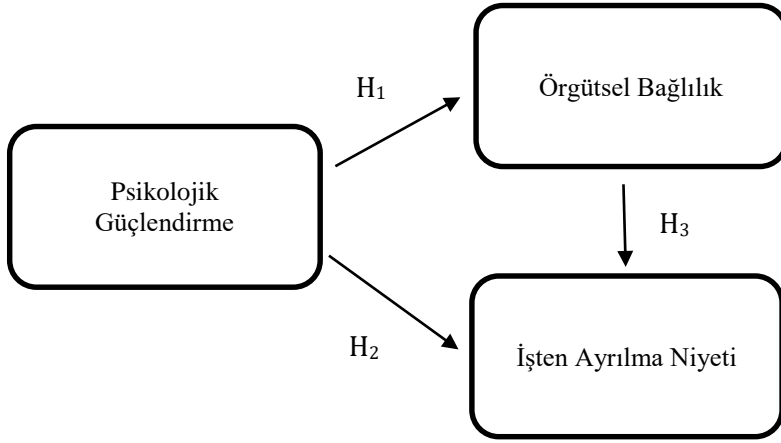 H₁
Örgütsel Bağlılık
Psikolojik
Güçlendirme
H₃
H₂
İşten Ayrılma Niyeti